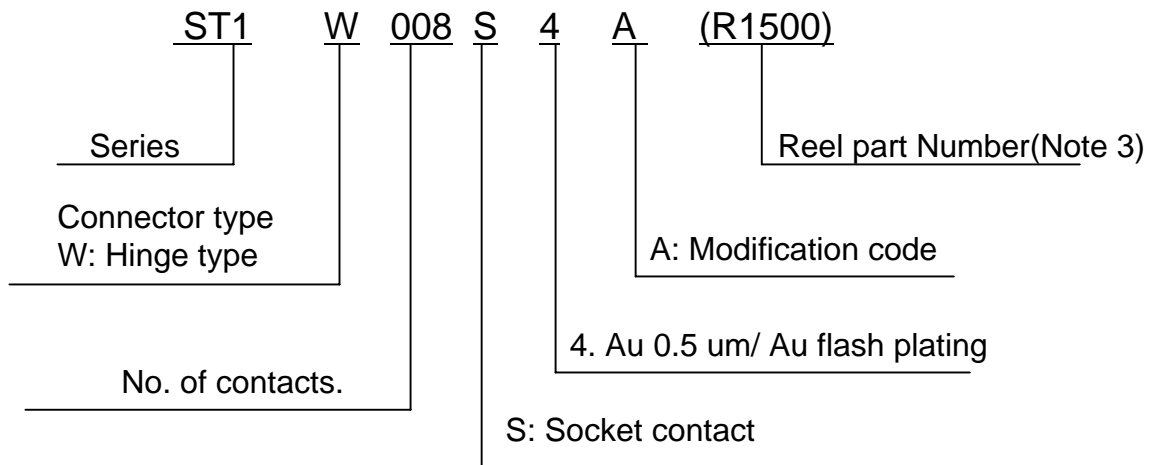 ST1 W 008 S 4 A (R1500)
Series
Reel part Number(Note 3)
Connector type
W: Hinge type
A: Modification code
4. Au 0.5 um/ Au flash plating
No. of contacts.
S: Socket contact